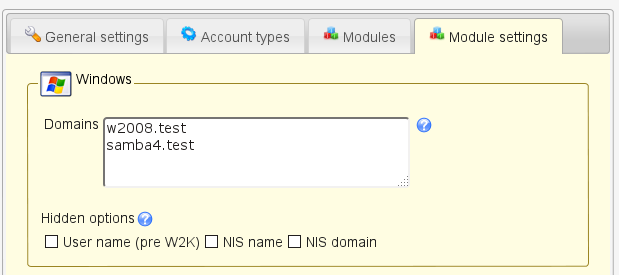 General settings Account types Modules Module settings
Windows
Domains
w2008.test
samba4.test
Hidden options
User name (pre W2K) NIS name NIS domain